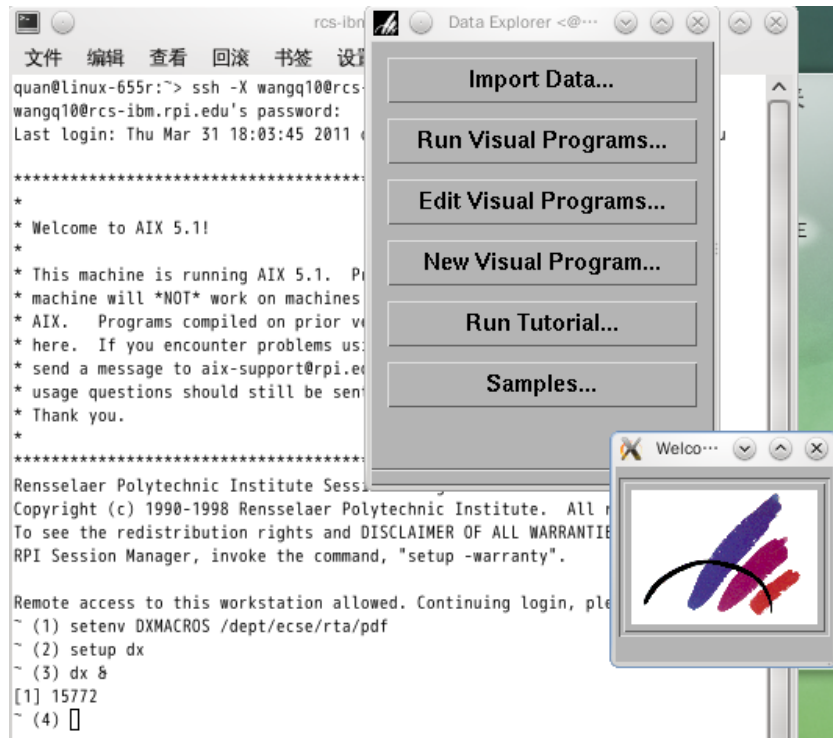 rcs-ibn
文件 编辑 查看 回滚 书签 设
quan@linux-655r:~> ssh -X wangq10@rcs-
wangq10@rcs-ibm.rpi.edu's password:
Last login: Thu Mar 31 18:03:45 2011
*****************************************
*
* Welcome to AIX 5.1!
*
* This machine is running AIX 5.1. P
* machine will *NOT* work on machines
* AIX. Programs compiled on prior v
* here. If you encounter problems us
* send a message to aix-support@rpi.e
* usage questions should still be sen
* Thank you.
*
*****************************************
Rensselaer Polytechnic Institute Sess
Copyright (c) 1990-1998 Rensselaer Polytechnic Institute. All
To see the redistribution rights and DISCLAIMER OF ALL WARRANTIE
RPI Session Manager, invoke the command, "setup -warranty".
Remote access to this workstation allowed. Continuing login, ple
~ (1) setenv DXMACROS /dept/ecse/rta/pdf
~ (2) setup dx
~ (3) dx &
[1] 15772
~ (4)
Data Explorer <@···
Import Data...
Run Visual Programs...
Edit Visual Programs...
New Visual Program...
Run Tutorial...
Samples...
Welco···